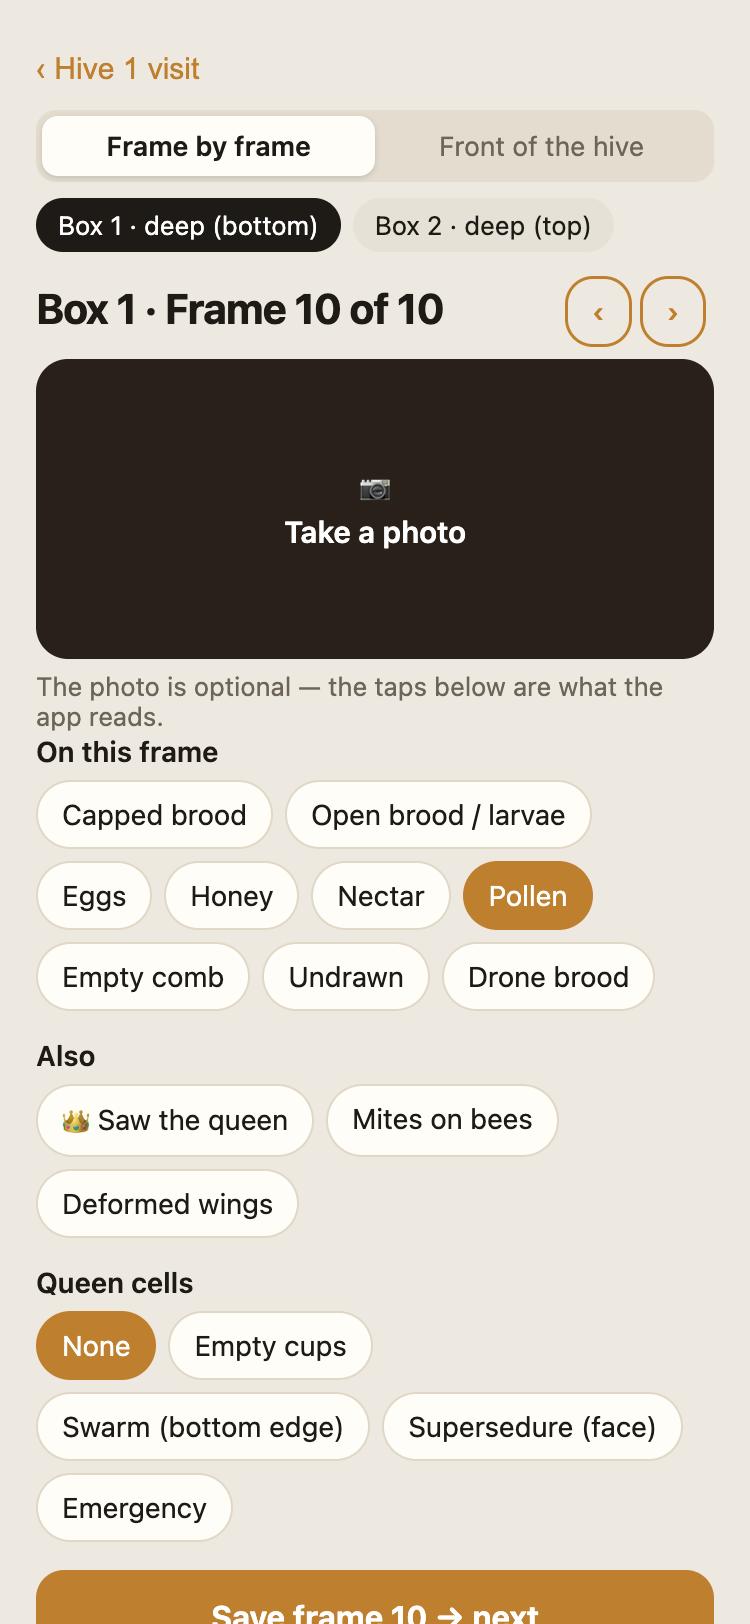 ‹ Hive 1 visit
Frame by frame
Front of the hive
Box 1 · deep (bottom)
Box 2 · deep (top)
Box 1 · Frame 10 of 10
‹
›
Take a photo
The photo is optional — the taps below are what the
app reads.
On this frame
Capped brood
Open brood / larvae
Eggs
Honey
Nectar
Pollen
Empty comb
Undrawn
Drone brood
Also
👑 Saw the queen
Mites on bees
Deformed wings
Queen cells
None
Empty cups
Swarm (bottom edge)
Supersedure (face)
Emergency
Save frame 10 → next